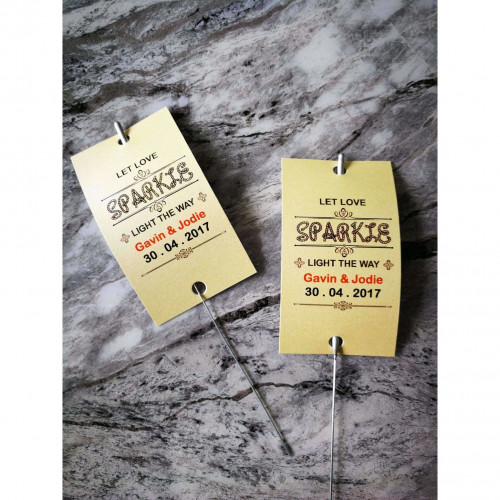 LET LOVE
SPARKLE
LIGHT THE WAY
Gavin & Jodie
30 . 04 . 2017
LET LOVE
SPARKLE
LIGHT THE WAY
Gavin & Jodie
30 . 04 . 2017